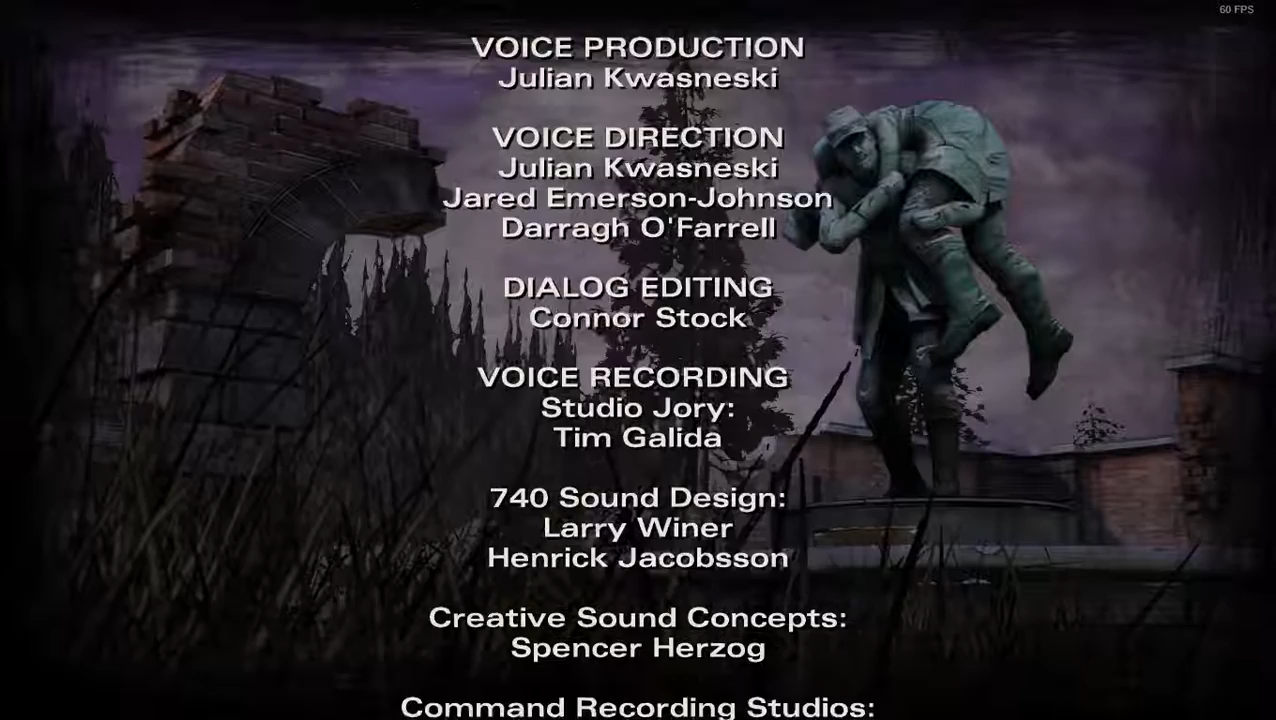 60 FPS
VOICE PRODUCTION
Julian Kwasneski
VOICE DIRECTION
Julian Kwasneski
Jared Emerson-Johnson
Darragh O'Farrell
DIALOG EDITING
Connor Stock
VOICE RECORDING
Studio Jory:
Tim Galida
740 Sound Design:
Larry Winer
Henrick Jacobsson
Creative Sound Concepts:
Spencer Herzog
Command Recording Studios: